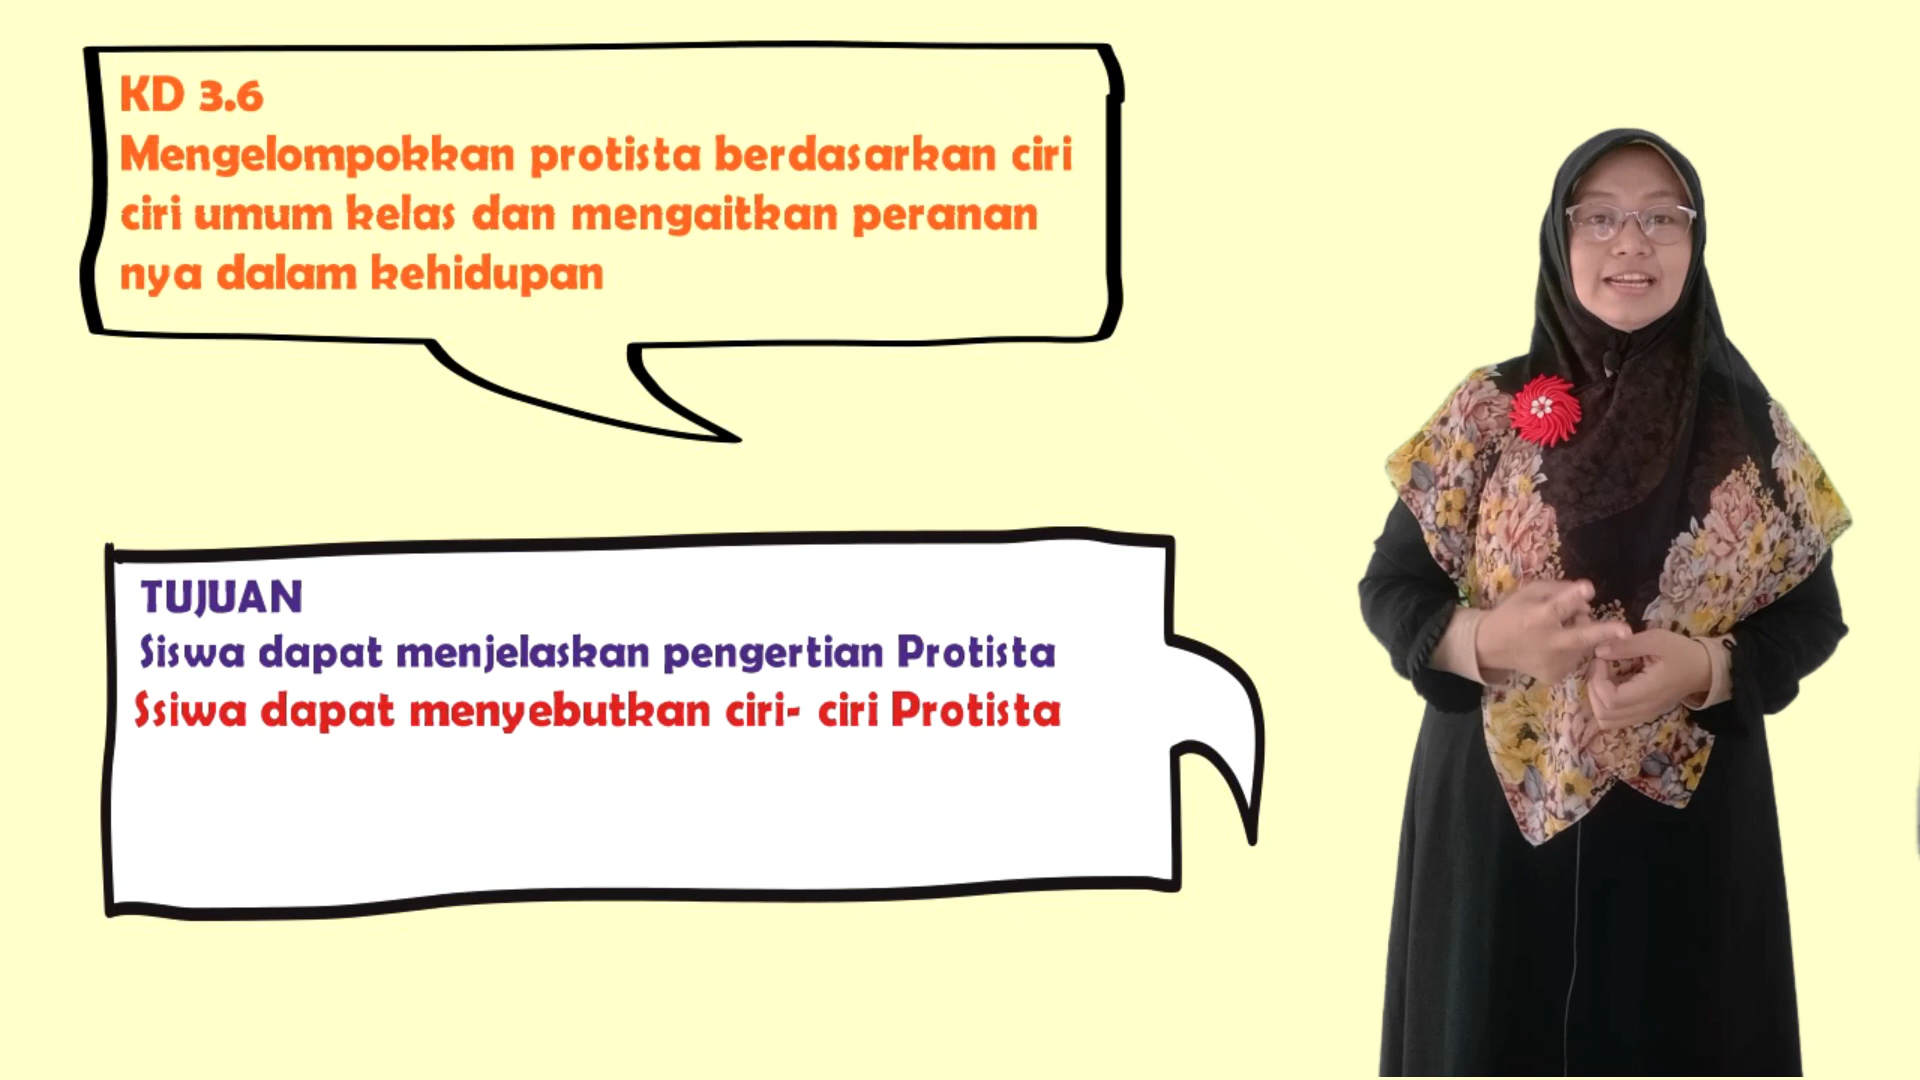 KD 3.6
Mengelompokkan protista berdasarkan ciri
ciri umum kelas dan mengaitkan peranan
nya dalam kehidupan
TUJUAN
Siswa dapat menjelaskan pengertian Protista
Ssiwa dapat menyebutkan ciri- ciri Protista